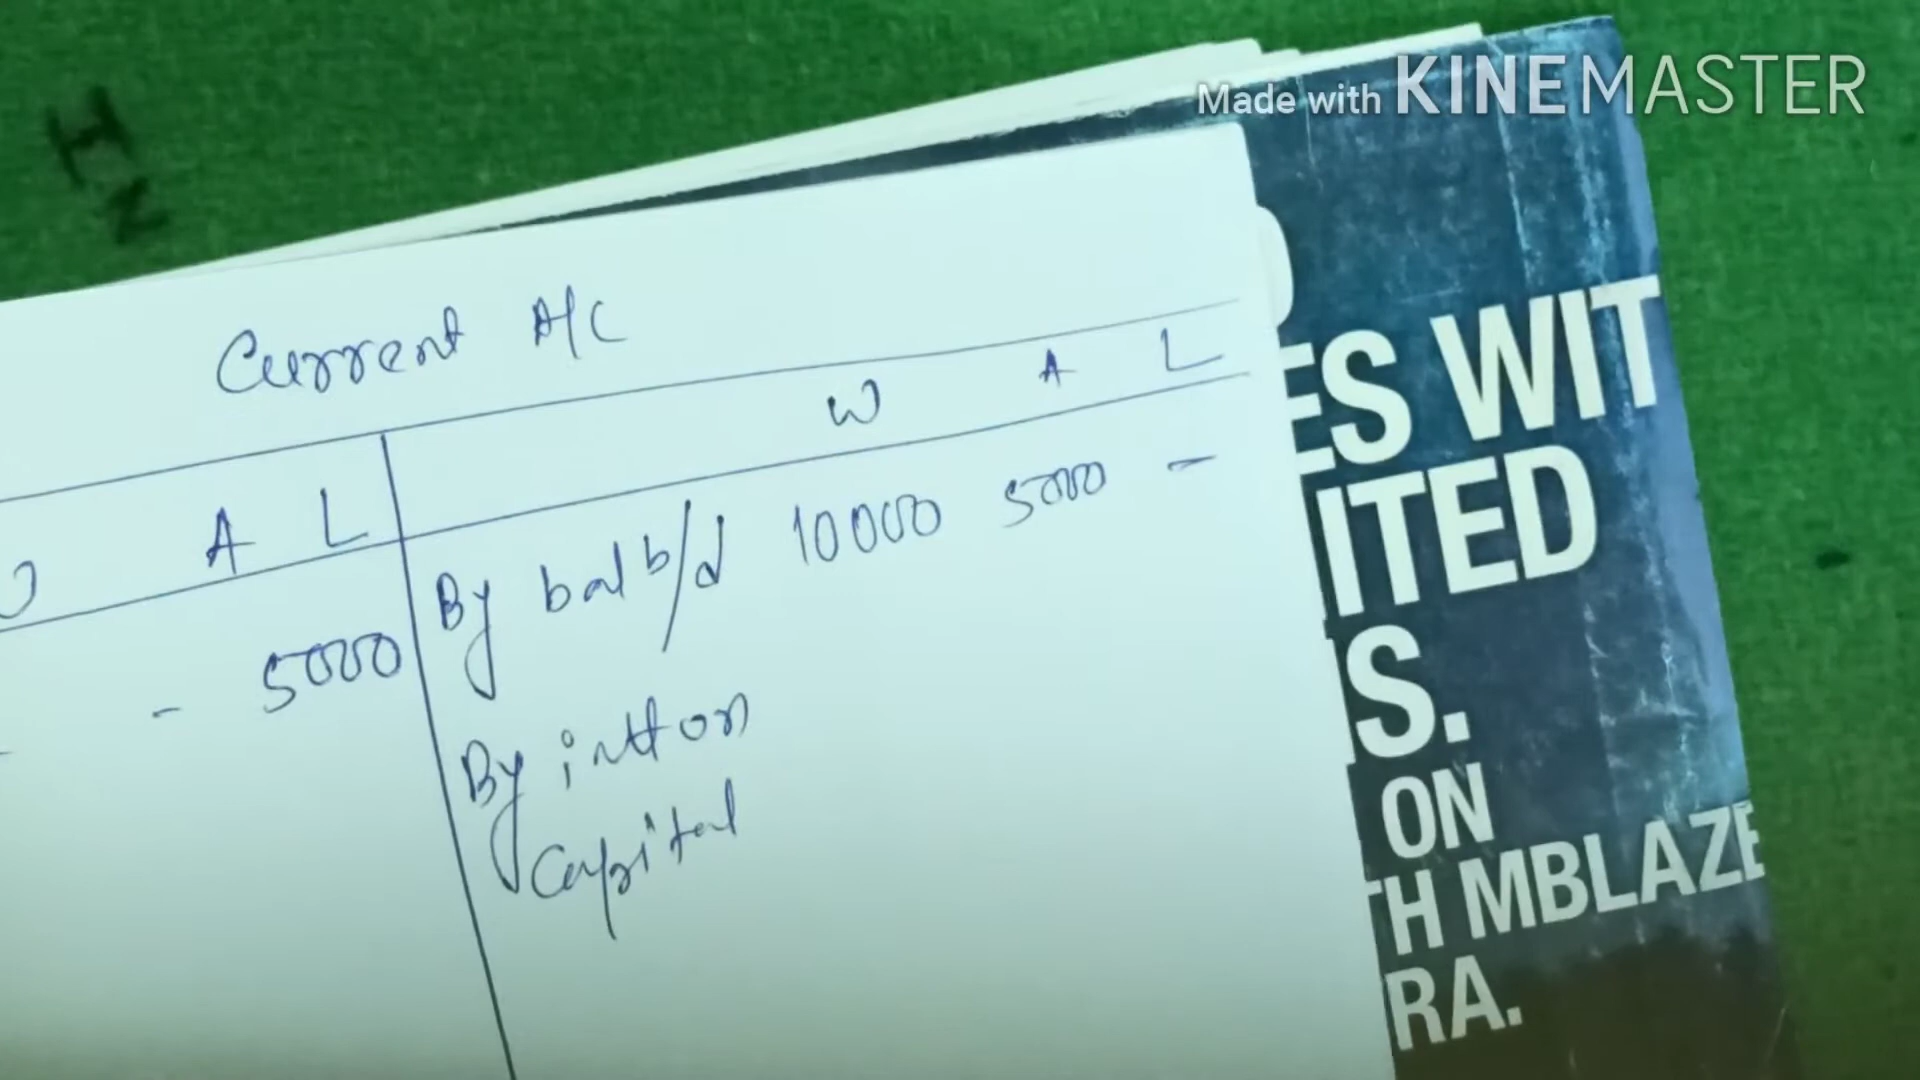 Made with KINEMASTER
H
N
Current A/C
A L
W A L
- 5000
By bal b/d 10000 5000 -
By intt on
Capital
ES WIT
ITED
S.
ON
TH MBLAZE
RA.